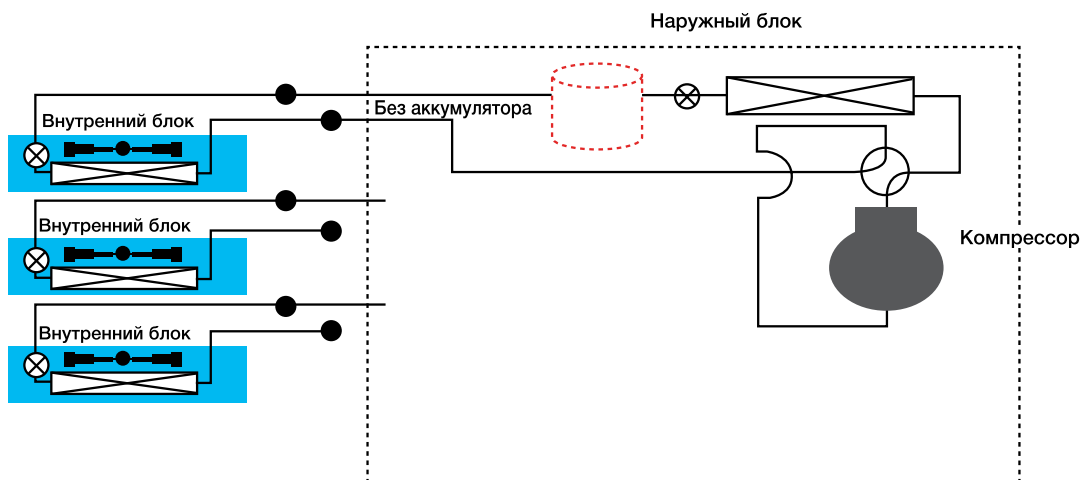 Наружный блок
Без аккумулятора
Внутренний блок
Внутренний блок
Компрессор
Внутренний блок